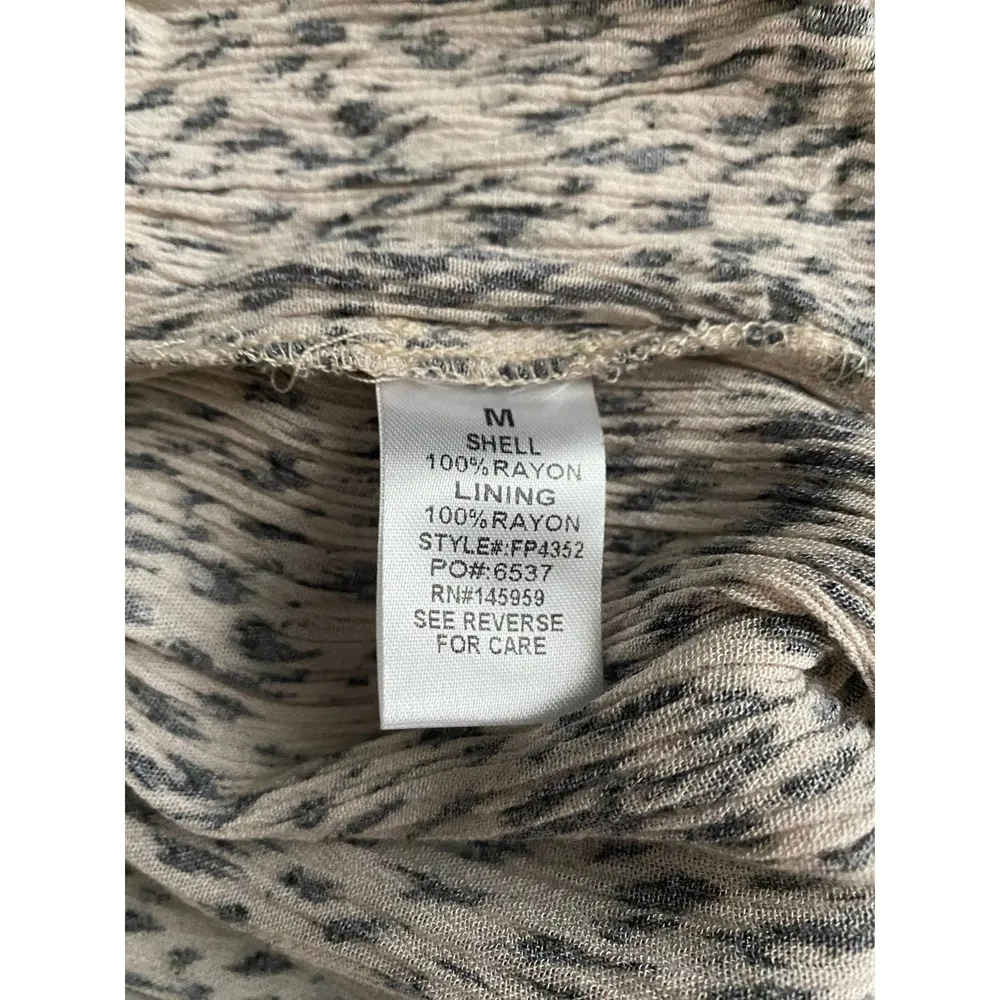 M
SHELL
100%RAYON
LINING
100%RAYON
STYLE#:FP4352
PO#:6537
RN#145959
SEE REVERSE
FOR CARE